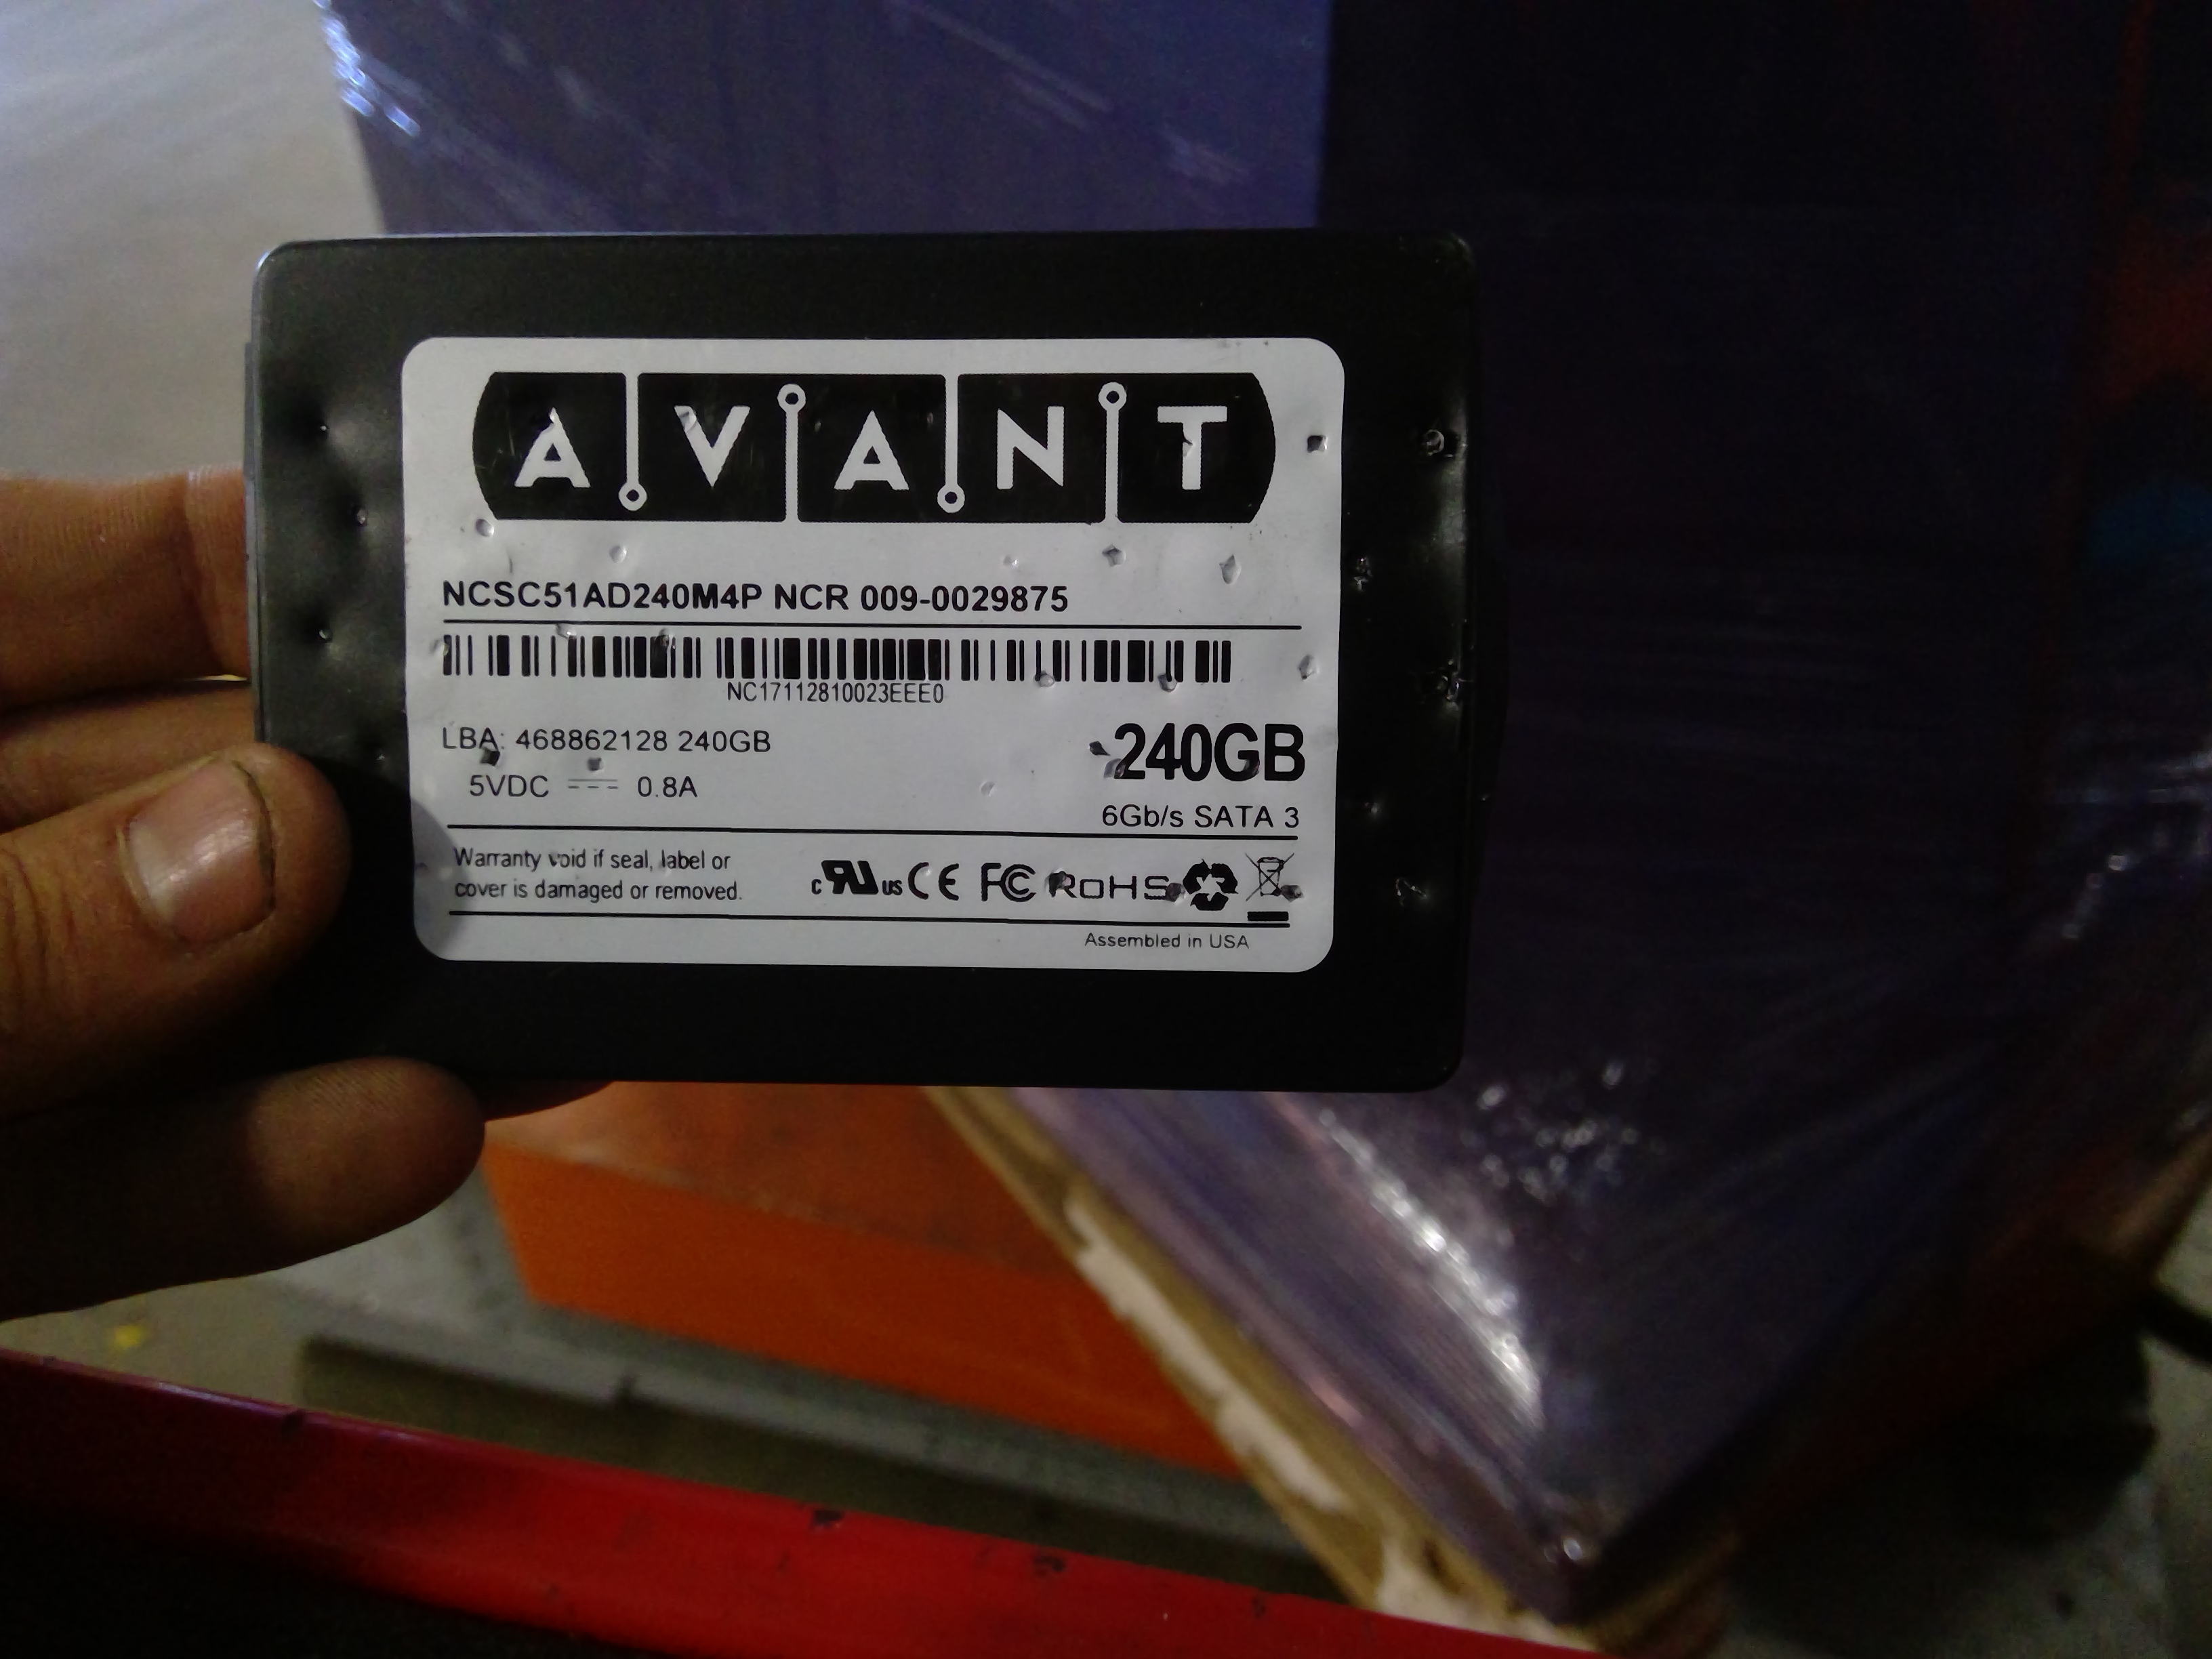 AVANT
NCSC51AD240M4P NCR 009-0029875
NC17112810023EEE0
LBA: 468862128 240GB
240GB
5VDC ⎓ 0.8A
6Gb/s SATA 3
Warranty void if seal, label or
cover is damaged or removed.
c RU us CE FC RoHS
Assembled in USA